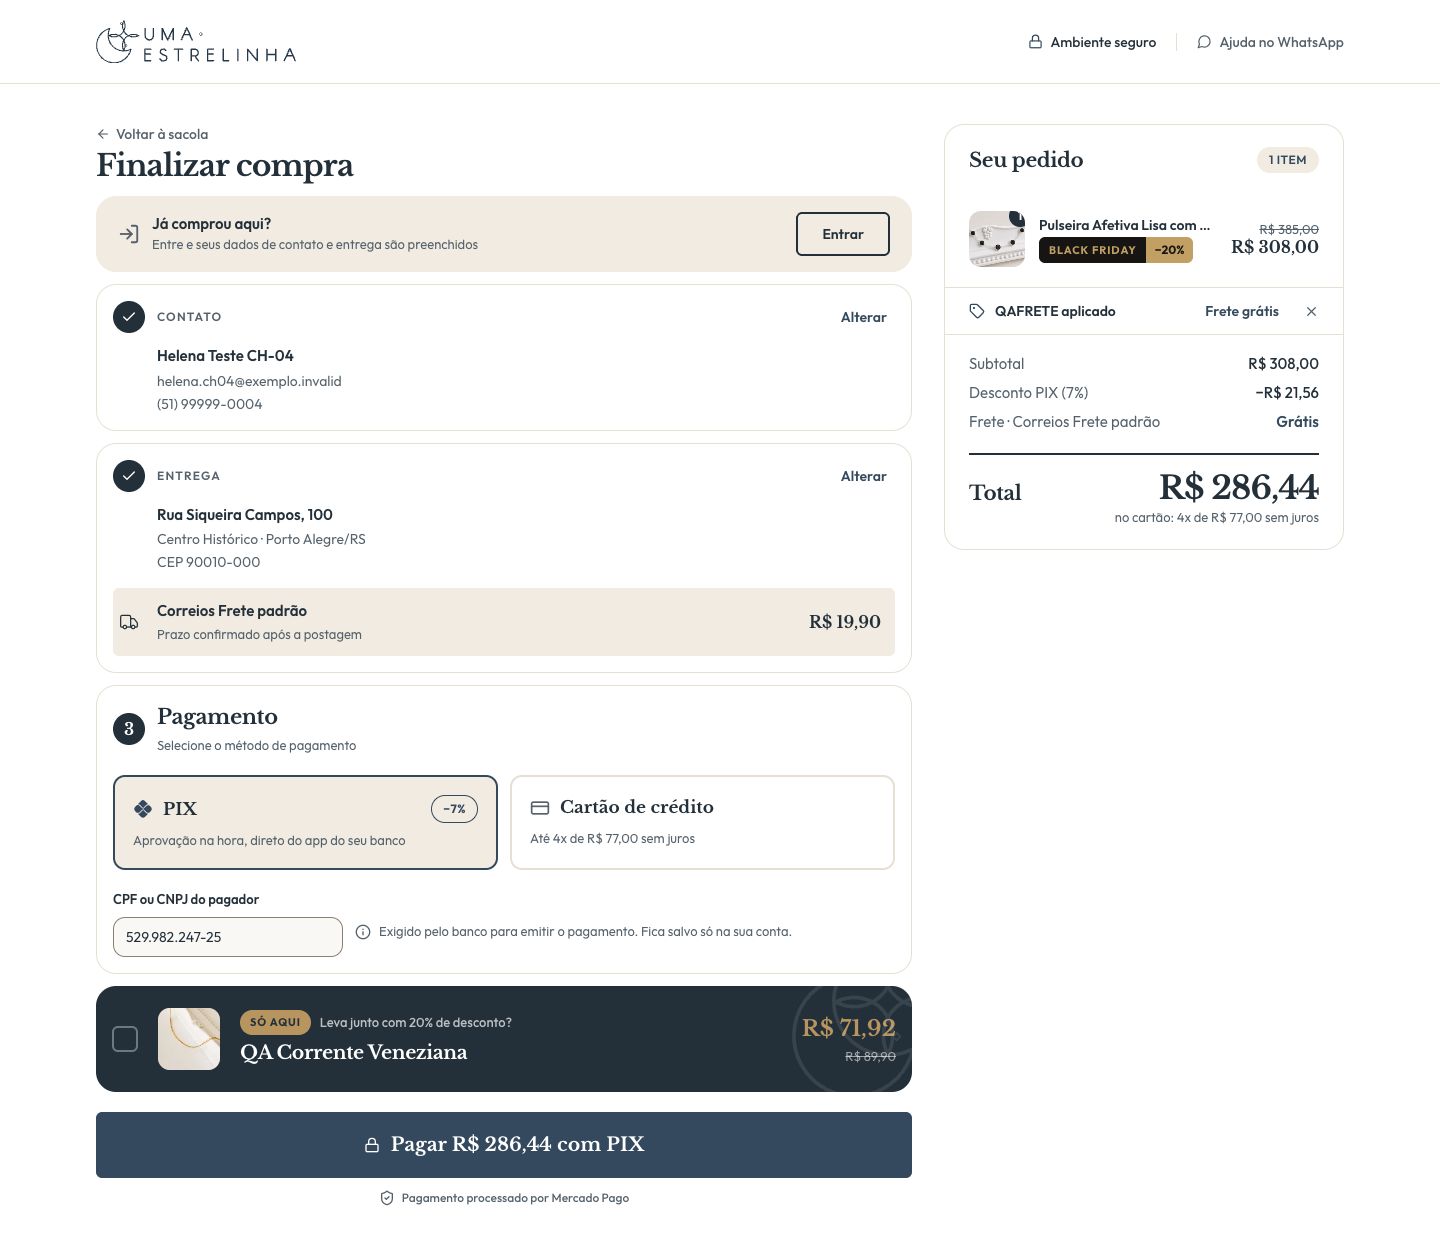 UMA
ESTRELINHA
Ambiente seguro
Ajuda no WhatsApp
Voltar à sacola
Finalizar compra
Já comprou aqui?
Entre e seus dados de contato e entrega são preenchidos
Entrar
CONTATO
Alterar
Helena Teste CH-04
helena.ch04@exemplo.invalid
(51) 99999-0004
ENTREGA
Alterar
Rua Siqueira Campos, 100
Centro Histórico · Porto Alegre/RS
CEP 90010-000
Correios Frete padrão
Prazo confirmado após a postagem
R$ 19,90
3
Pagamento
Selecione o método de pagamento
PIX
−7%
Aprovação na hora, direto do app do seu banco
Cartão de crédito
Até 4x de R$ 77,00 sem juros
CPF ou CNPJ do pagador
529.982.247-25
Exigido pelo banco para emitir o pagamento. Fica salvo só na sua conta.
SÓ AQUI
Leva junto com 20% de desconto?
QA Corrente Veneziana
R$ 71,92
R$ 89,90
Pagar R$ 286,44 com PIX
Pagamento processado por Mercado Pago
Seu pedido
1 ITEM
Pulseira Afetiva Lisa com ...
BLACK FRIDAY
−20%
R$ 385,00
R$ 308,00
QAFRETE aplicado
Frete grátis
Subtotal
R$ 308,00
Desconto PIX (7%)
−R$ 21,56
Frete · Correios Frete padrão
Grátis
Total
R$ 286,44
no cartão: 4x de R$ 77,00 sem juros